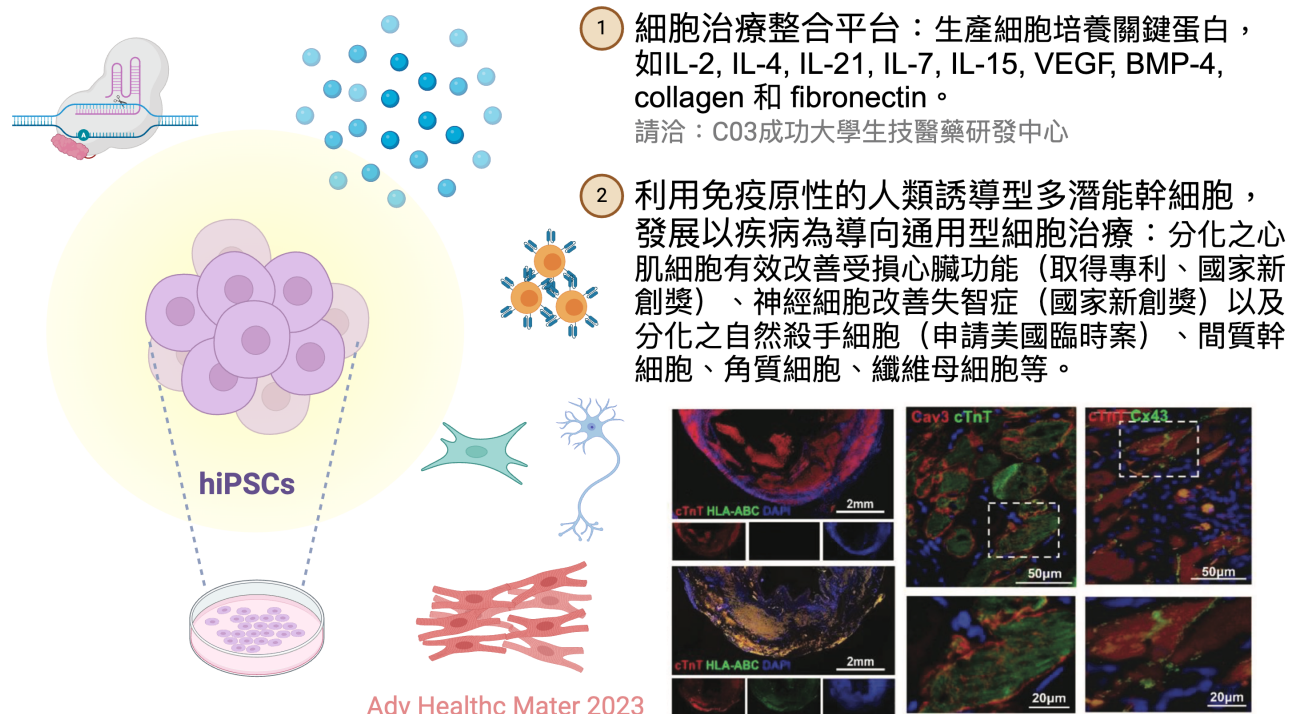 1 細胞治療整合平台：生產細胞培養關鍵蛋白，
如IL-2, IL-4, IL-21, IL-7, IL-15, VEGF, BMP-4,
collagen 和 fibronectin。
請洽：C03成功大學生技醫藥研發中心
2 利用免疫原性的人類誘導型多潛能幹細胞，
發展以疾病為導向通用型細胞治療：分化之心
肌細胞有效改善受損心臟功能（取得專利、國家新
創獎）、神經細胞改善失智症（國家新創獎）以及
分化之自然殺手細胞（申請美國臨時案）、間質幹
細胞、角質細胞、纖維母細胞等。
A
hiPSCs
Cav3 cTnT
cTnT Cx43
2mm
cTnT HLA-ABC DAPI
50µm
50µm
2mm
cTnT HLA-ABC DAPI
20µm
20µm
Adv Healthc Mater 2023